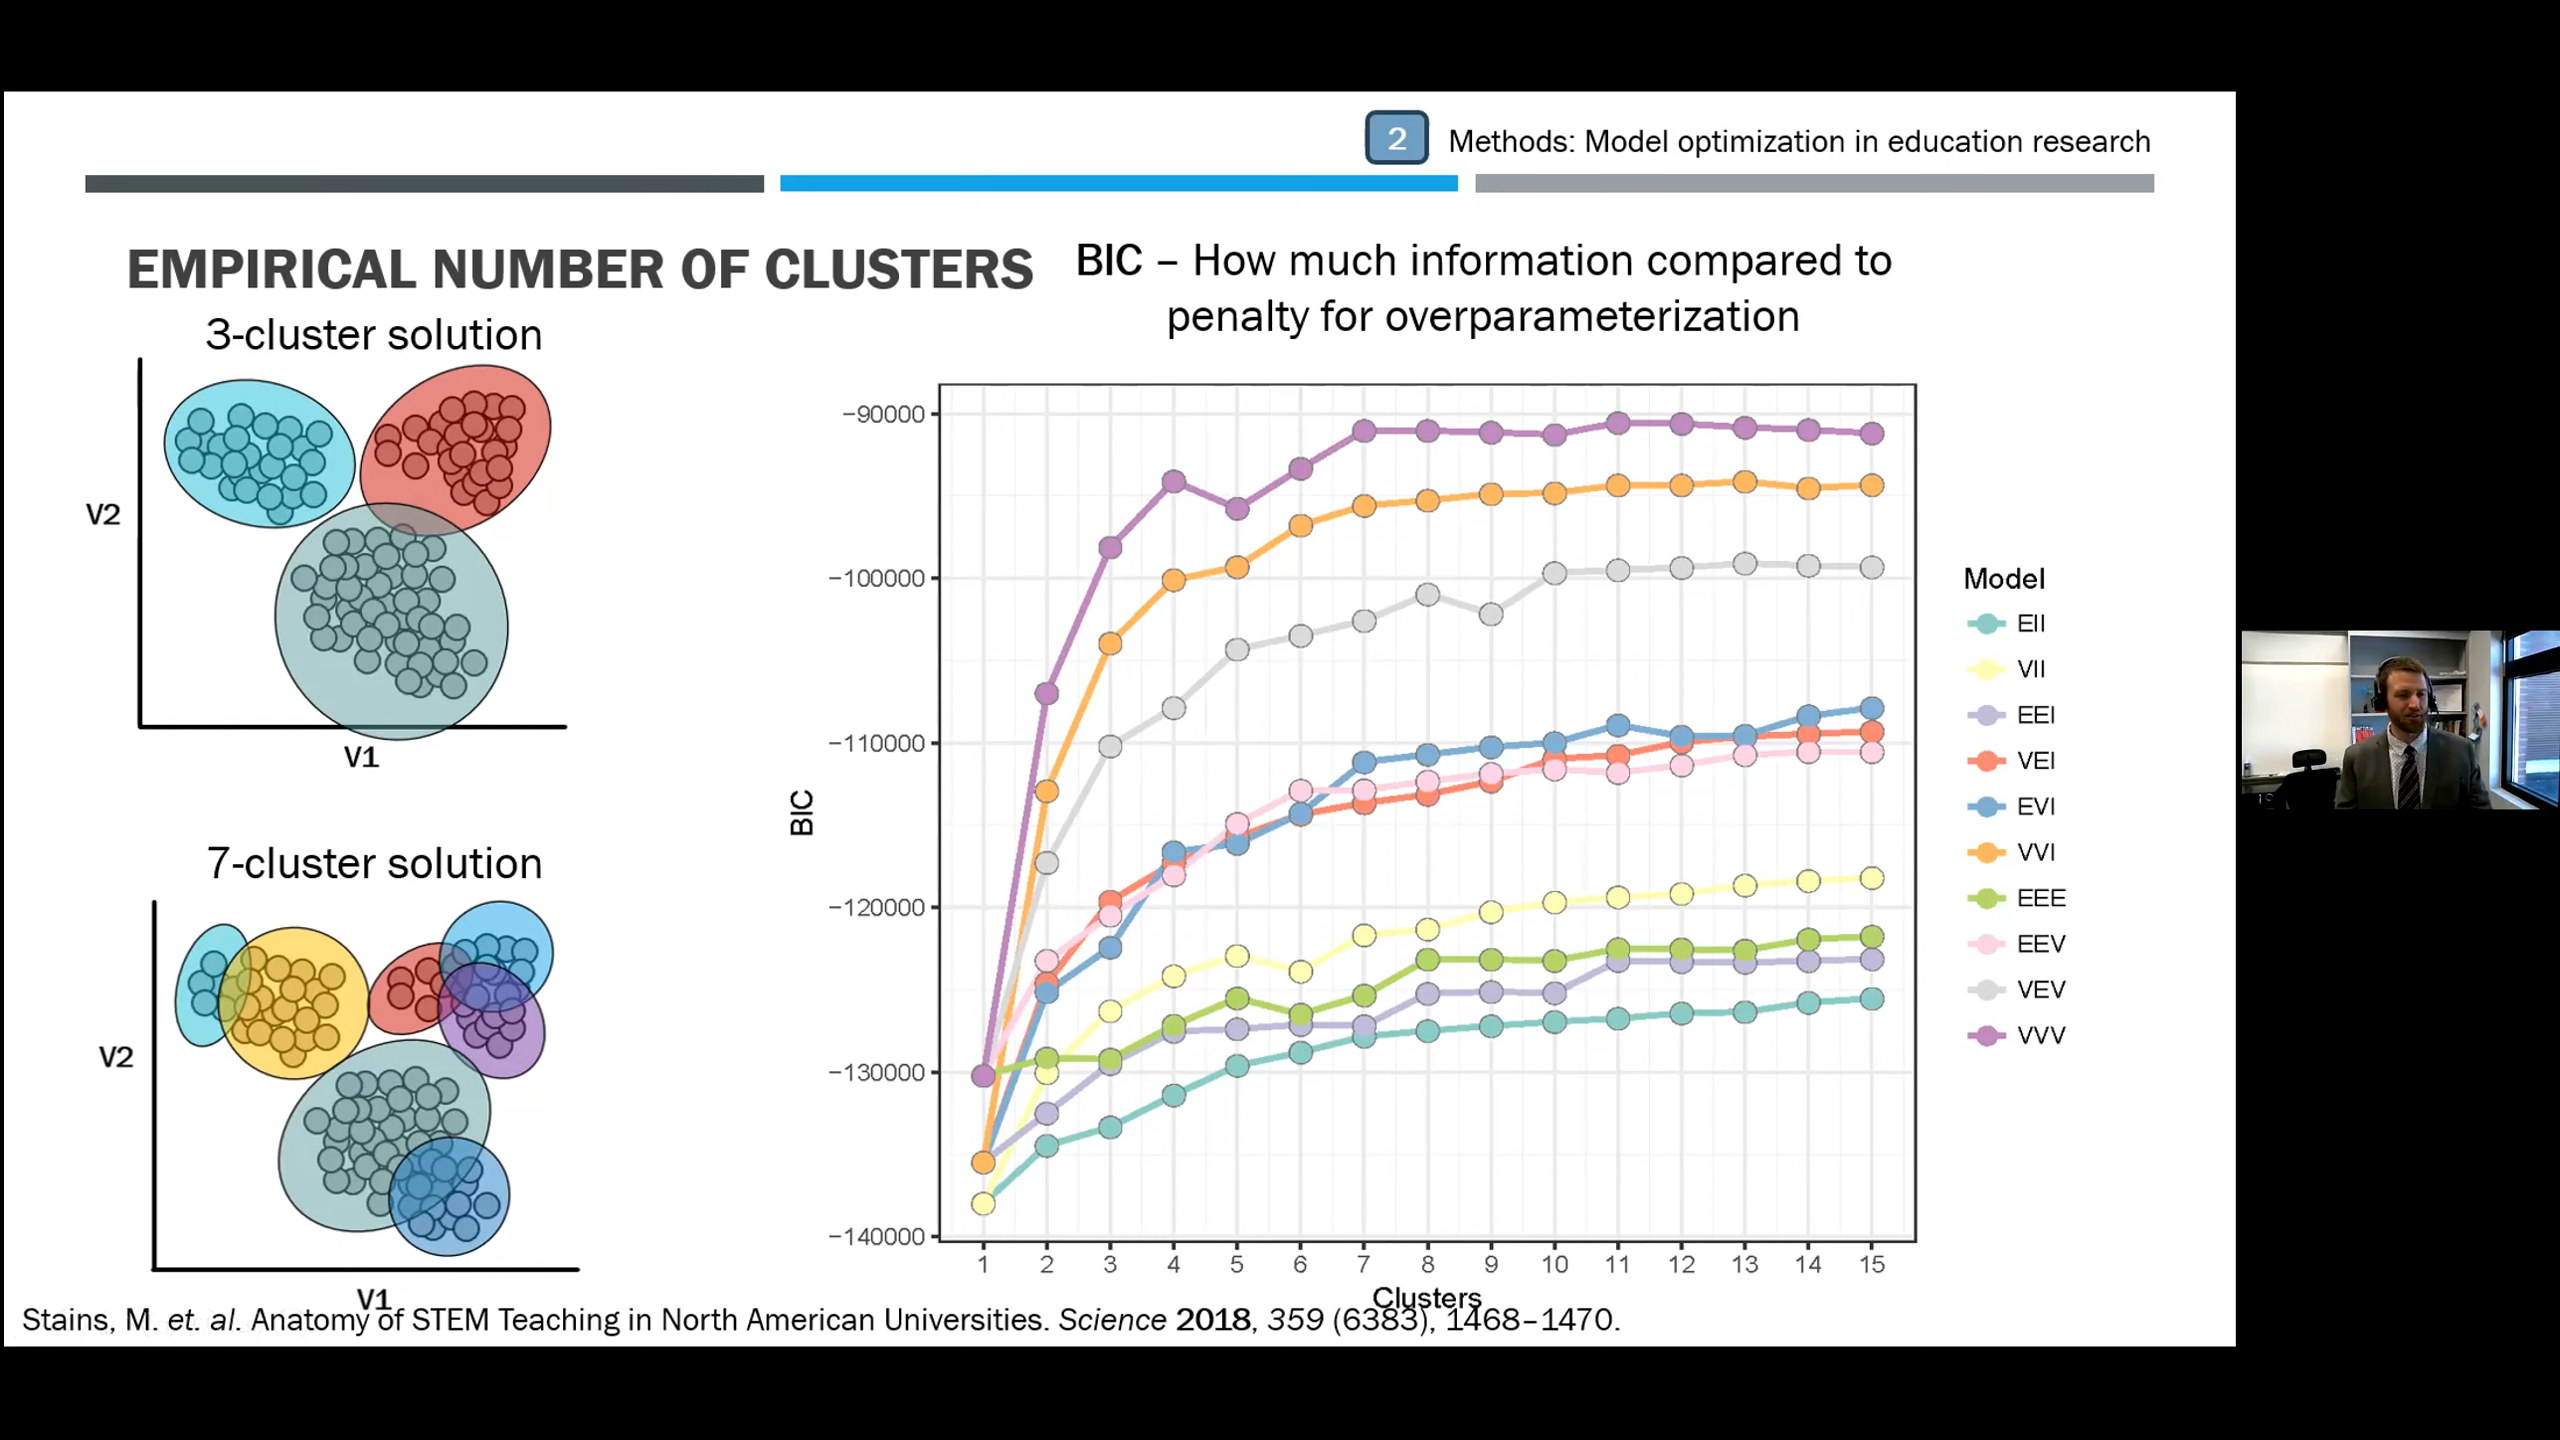 2 Methods: Model optimization in education research
EMPIRICAL NUMBER OF CLUSTERS
BIC – How much information compared to
penalty for overparameterization
3-cluster solution
V2
V1
7-cluster solution
V2
V1
BIC
−90000
−100000
−110000
−120000
−130000
−140000
1 2 3 4 5 6 7 8 9 10 11 12 13 14 15
Clusters
Model
EII
VII
EEI
VEI
EVI
VVI
EEE
EEV
VEV
VVV
Stains, M. et. al. Anatomy of STEM Teaching in North American Universities. Science 2018, 359 (6383), 1468–1470.